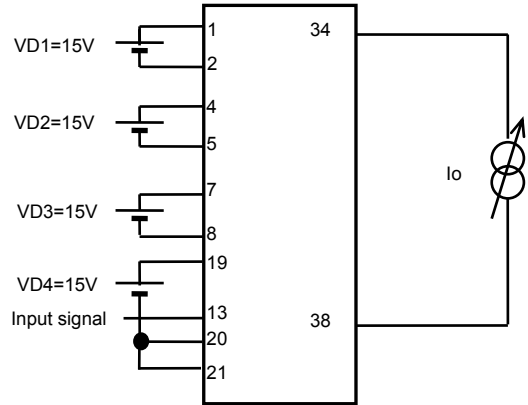 1
34
VD1=15V
2
4
VD2=15V
5
7
Io
VD3=15V
8
19
VD4=15V
Input signal
13
38
20
21